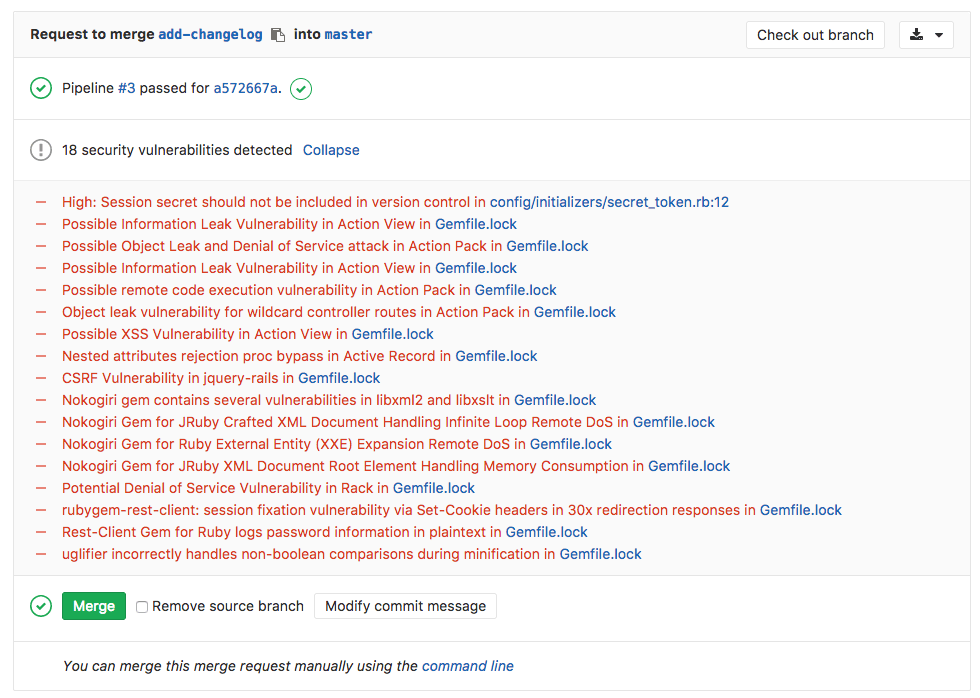 Request to merge add-changelog into master
Check out branch
Pipeline #3 passed for a572667a.
18 security vulnerabilities detected Collapse
High: Session secret should not be included in version control in config/initializers/secret_token.rb:12
Possible Information Leak Vulnerability in Action View in Gemfile.lock
Possible Object Leak and Denial of Service attack in Action Pack in Gemfile.lock
Possible Information Leak Vulnerability in Action View in Gemfile.lock
Possible remote code execution vulnerability in Action Pack in Gemfile.lock
Object leak vulnerability for wildcard controller routes in Action Pack in Gemfile.lock
Possible XSS Vulnerability in Action View in Gemfile.lock
Nested attributes rejection proc bypass in Active Record in Gemfile.lock
CSRF Vulnerability in jquery-rails in Gemfile.lock
Nokogiri gem contains several vulnerabilities in libxml2 and libxslt in Gemfile.lock
Nokogiri Gem for JRuby Crafted XML Document Handling Infinite Loop Remote DoS in Gemfile.lock
Nokogiri Gem for Ruby External Entity (XXE) Expansion Remote DoS in Gemfile.lock
Nokogiri Gem for JRuby XML Document Root Element Handling Memory Consumption in Gemfile.lock
Potential Denial of Service Vulnerability in Rack in Gemfile.lock
rubygem-rest-client: session fixation vulnerability via Set-Cookie headers in 30x redirection responses in Gemfile.lock
Rest-Client Gem for Ruby logs password information in plaintext in Gemfile.lock
uglifier incorrectly handles non-boolean comparisons during minification in Gemfile.lock
Merge Remove source branch Modify commit message
You can merge this merge request manually using the command line